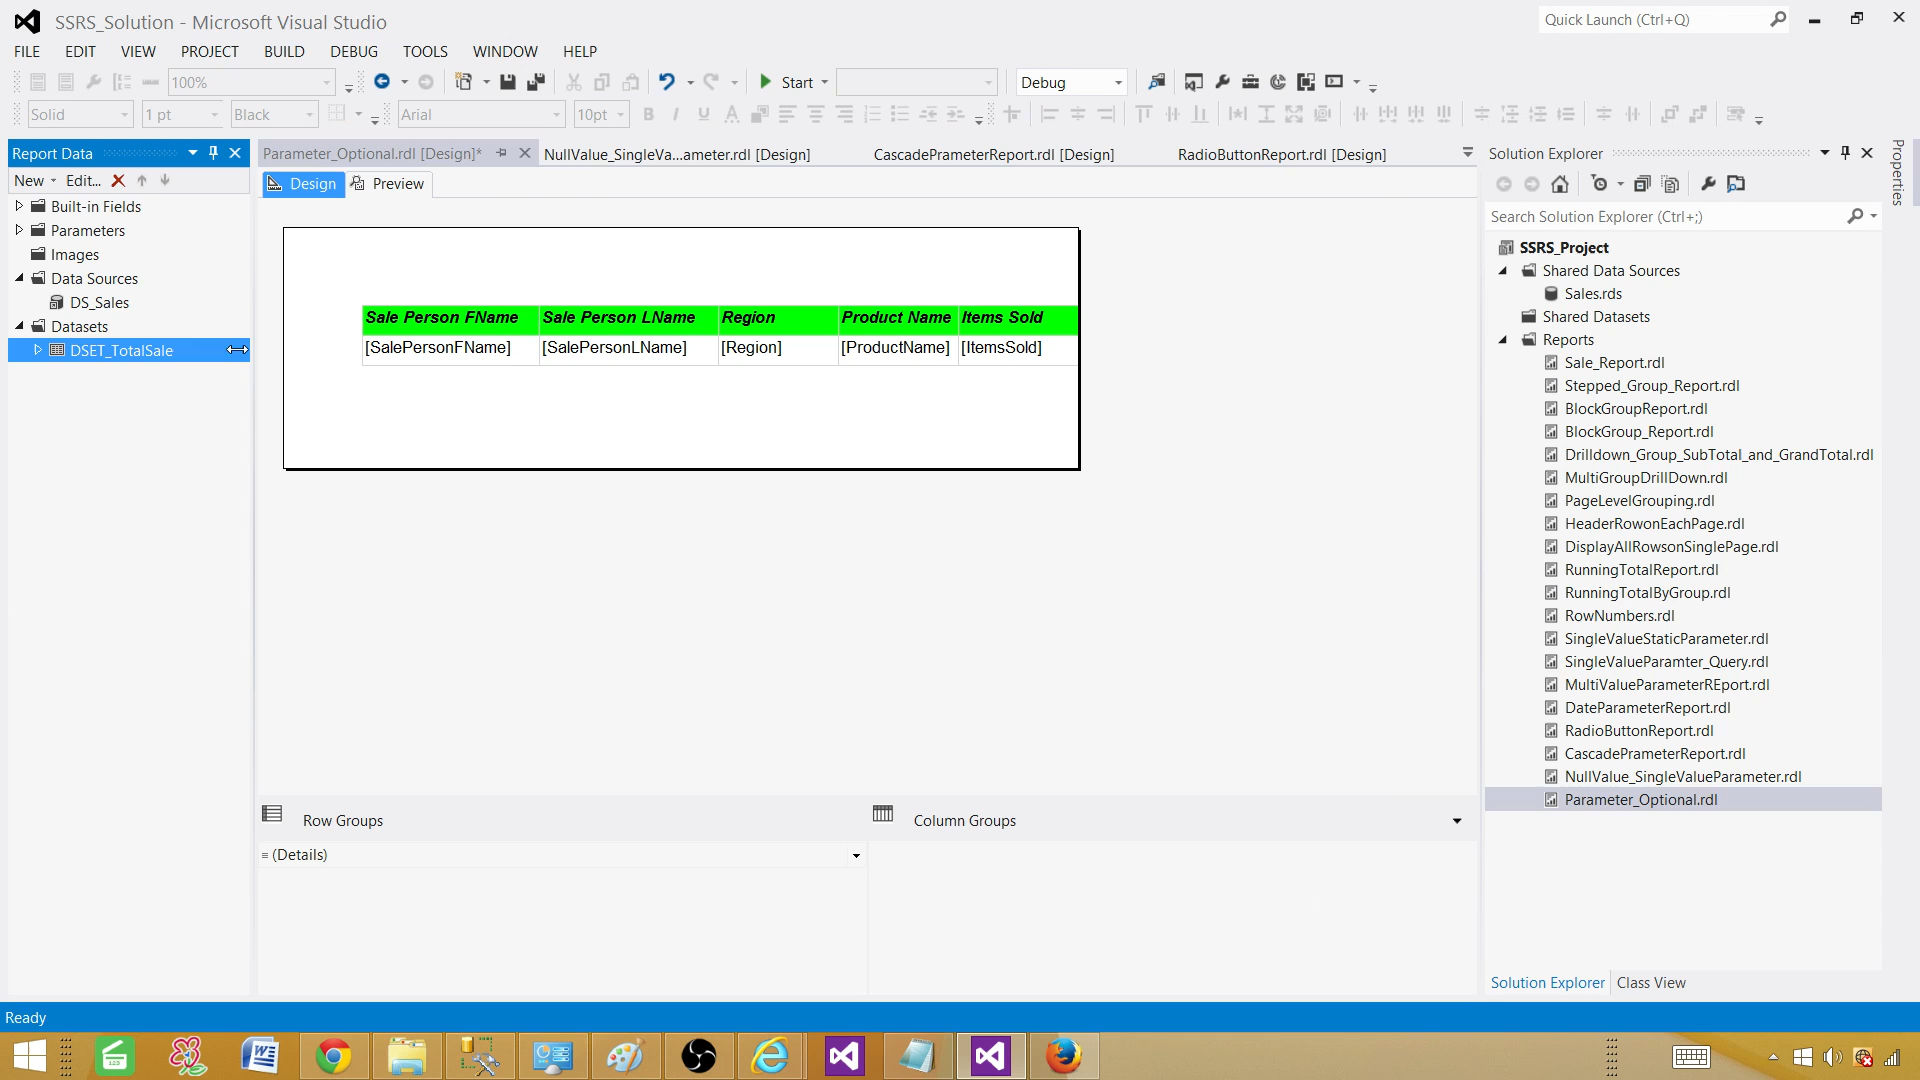 SSRS_Solution - Microsoft Visual Studio
Quick Launch (Ctrl+Q)
FILE EDIT VIEW PROJECT BUILD DEBUG TOOLS WINDOW HELP
100% Start Debug
Solid 1 pt Black Arial 10pt B I U A
Report Data
Parameter_Optional.rdl [Design]* NullValue_SingleVa...ameter.rdl [Design] CascadePrameterReport.rdl [Design] RadioButtonReport.rdl [Design]
Solution Explorer
Properties
New Edit...
Design Preview
Built-in Fields
Parameters
Images
Data Sources
DS_Sales
Datasets
DSET_TotalSale
Sale Person FName Sale Person LName Region Product Name Items Sold
[SalePersonFName] [SalePersonLName] [Region] [ProductName] [ItemsSold]
Row Groups
Column Groups
(Details)
Search Solution Explorer (Ctrl+;)
SSRS_Project
Shared Data Sources
Sales.rds
Shared Datasets
Reports
Sale_Report.rdl
Stepped_Group_Report.rdl
BlockGroupReport.rdl
BlockGroup_Report.rdl
Drilldown_Group_SubTotal_and_GrandTotal.rdl
MultiGroupDrillDown.rdl
PageLevelGrouping.rdl
HeaderRowonEachPage.rdl
DisplayAllRowsonSinglePage.rdl
RunningTotalReport.rdl
RunningTotalByGroup.rdl
RowNumbers.rdl
SingleValueStaticParameter.rdl
SingleValueParamter_Query.rdl
MultiValueParameterREport.rdl
DateParameterReport.rdl
RadioButtonReport.rdl
CascadePrameterReport.rdl
NullValue_SingleValueParameter.rdl
Parameter_Optional.rdl
Solution Explorer Class View
Ready